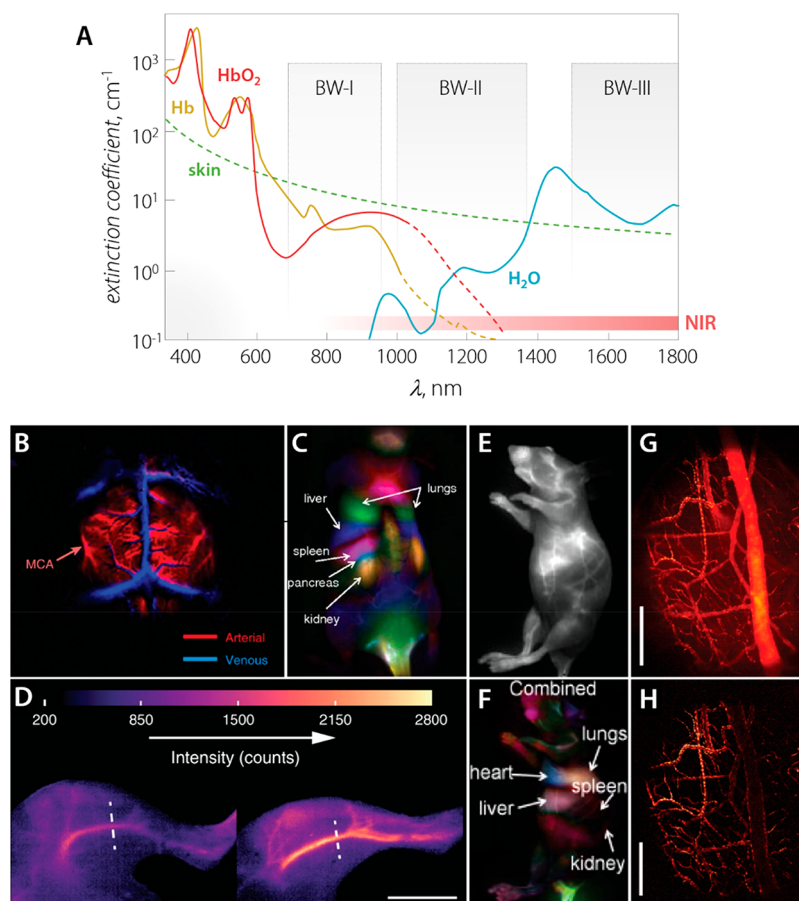 A
extinction coefficient, cm⁻¹
10³
10²
10¹
10⁰
10⁻¹
HbO₂
Hb
skin
BW-I
BW-II
BW-III
H₂O
NIR
400
600
800
1000
1200
1400
1600
1800
λ, nm
B
MCA
Arterial
Venous
C
liver
lungs
spleen
pancreas
kidney
E
G
D
200
850
1500
2150
2800
Intensity (counts)
F
Combined
lungs
heart
spleen
liver
kidney
H